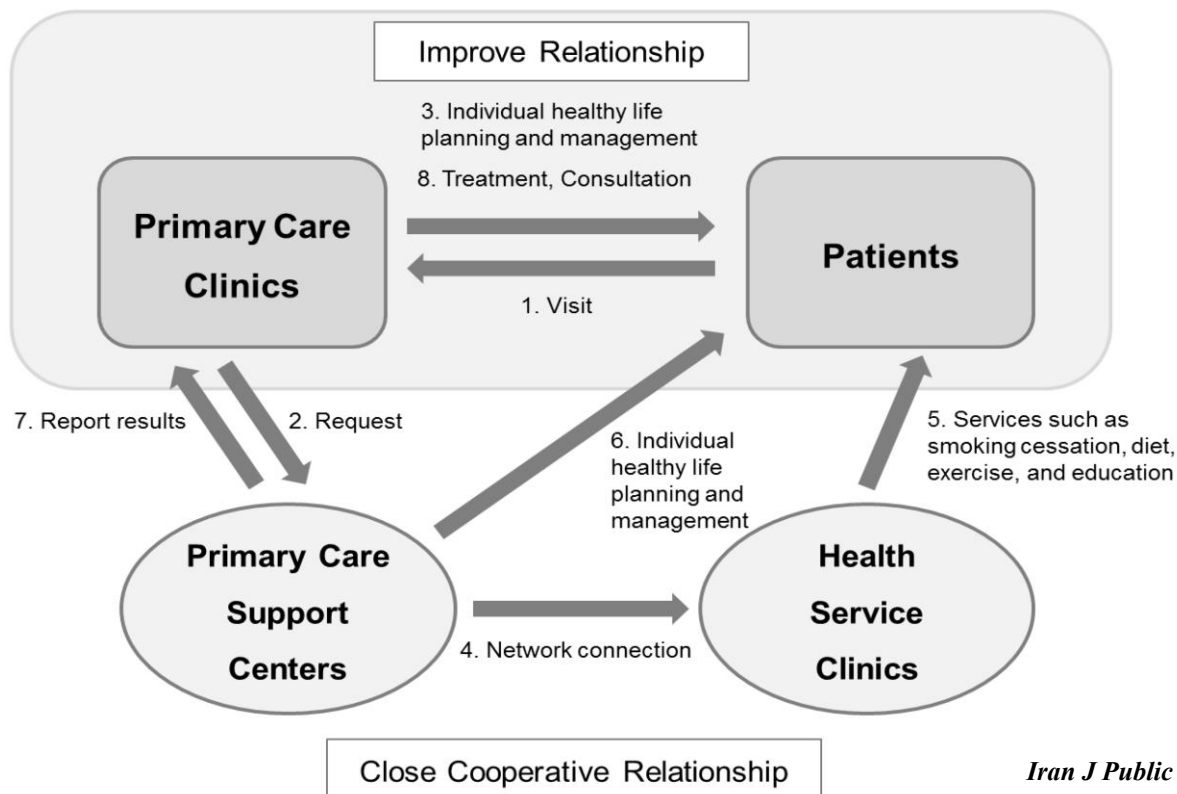 Improve Relationship
3. Individual healthy life
planning and management
8. Treatment, Consultation
Primary Care
Clinics
Patients
1. Visit
7. Report results
2. Request
6. Individual
healthy life
planning and
management
5. Services such as
smoking cessation, diet,
exercise, and education
Primary Care
Support
Centers
Health
Service
Clinics
4. Network connection
Close Cooperative Relationship
Iran J Public